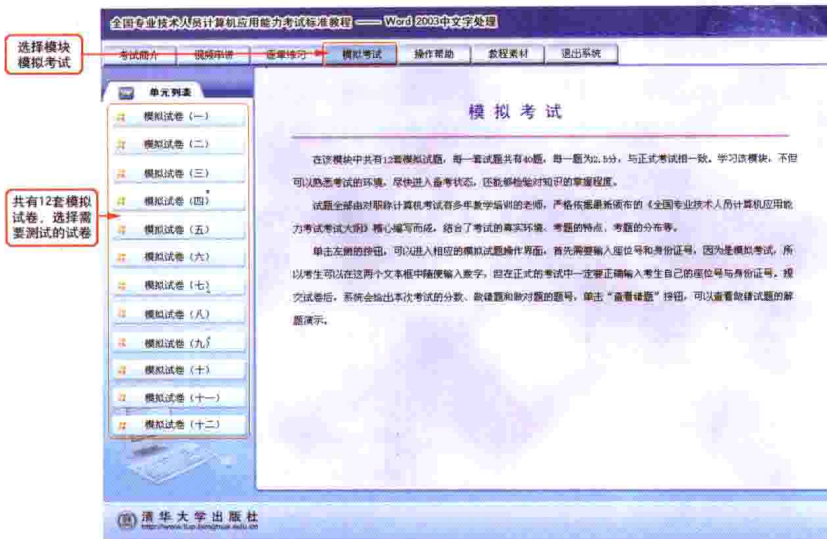 全国专业技术人员计算机应用能力考试标准教程 —— Word 2003中文字处理
选择模块
模拟考试
考试简介 视频串讲 逐章练习 模拟考试 操作帮助 教程素材 退出系统
单元列表
模拟试卷（一）
模拟试卷（二）
模拟试卷（三）
模拟试卷（四）
模拟试卷（五）
模拟试卷（六）
模拟试卷（七）
模拟试卷（八）
模拟试卷（九）
模拟试卷（十）
模拟试卷（十一）
模拟试卷（十二）
共有12套模拟
试卷，选择需
要测试的试卷
模拟考试
在该模块中共有12套模拟试题，每一套试题共有40题，每一题为2.5分，与正式考试相一致。学习该模块，不但
可以熟悉考试的环境，尽快进入备考状态，还能够检验对知识的掌握程度。
试题全部由对职称计算机考试有多年教学培训的老师，严格依据最新颁布的《全国专业技术人员计算机应用能
力考试考试大纲》精心编写而成，结合了考试的真实环境、考题的特点、考题的分布等。
单击左侧的按钮，可以进入相应的模拟试题操作界面，首先需要输入座位号和身份证号，因为是模拟考试，所
以考生可以在这两个文本框中随便输入数字，但在正式的考试中一定要正确输入考生自己的座位号与身份证号。提
交试卷后，系统会给出本次考试的分数、做错题和做对题的题号，单击“查看错题”按钮，可以查看做错试题的解
题演示。
清华大学出版社
http://www.tup.tsinghua.edu.cn